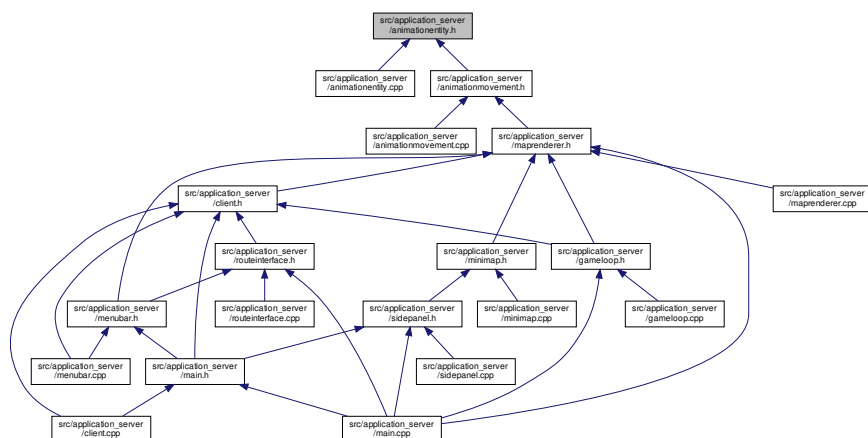 src/application_server
/animationentity.h
src/application_server
/animationentity.cpp
src/application_server
/animationmovement.h
src/application_server
/animationmovement.cpp
src/application_server
/maprenderer.h
src/application_server
/client.h
src/application_server
/maprenderer.cpp
src/application_server
/routeinterface.h
src/application_server
/minimap.h
src/application_server
/gameloop.h
src/application_server
/menubar.h
src/application_server
/routeinterface.cpp
src/application_server
/sidepanel.h
src/application_server
/minimap.cpp
src/application_server
/gameloop.cpp
src/application_server
/menubar.cpp
src/application_server
/main.h
src/application_server
/sidepanel.cpp
src/application_server
/client.cpp
src/application_server
/main.cpp